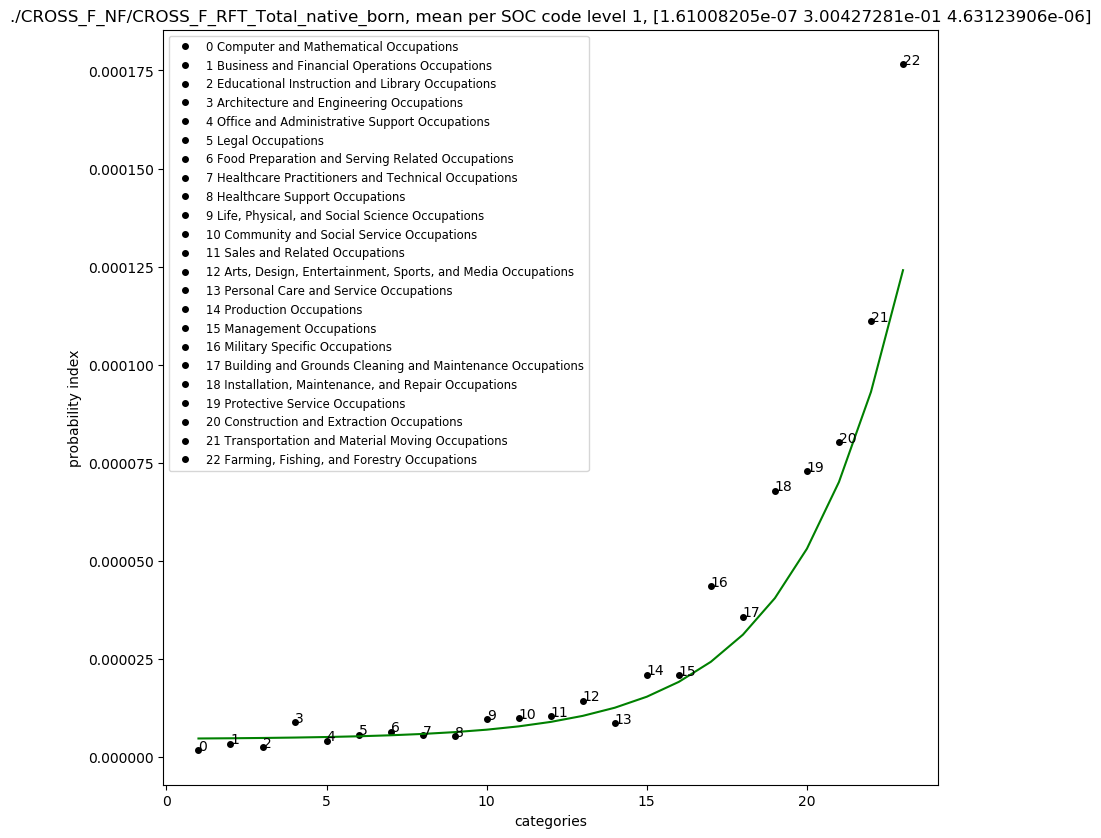 ./CROSS_F_NF/CROSS_F_RFT_Total_native_born, mean per SOC code level 1, [1.61008205e-07 3.00427281e-01 4.63123906e-06]
0 Computer and Mathematical Occupations
1 Business and Financial Operations Occupations
2 Educational Instruction and Library Occupations
3 Architecture and Engineering Occupations
4 Office and Administrative Support Occupations
5 Legal Occupations
6 Food Preparation and Serving Related Occupations
7 Healthcare Practitioners and Technical Occupations
8 Healthcare Support Occupations
9 Life, Physical, and Social Science Occupations
10 Community and Social Service Occupations
11 Sales and Related Occupations
12 Arts, Design, Entertainment, Sports, and Media Occupations
13 Personal Care and Service Occupations
14 Production Occupations
15 Management Occupations
16 Military Specific Occupations
17 Building and Grounds Cleaning and Maintenance Occupations
18 Installation, Maintenance, and Repair Occupations
19 Protective Service Occupations
20 Construction and Extraction Occupations
21 Transportation and Material Moving Occupations
22 Farming, Fishing, and Forestry Occupations
probability index
0.000175
0.000150
0.000125
0.000100
0.000075
0.000050
0.000025
0.000000
0
1
2
3
4
5
6
7
8
9
10
11
12
13
14
15
16
17
18
19
20
21
22
0
5
10
15
20
categories